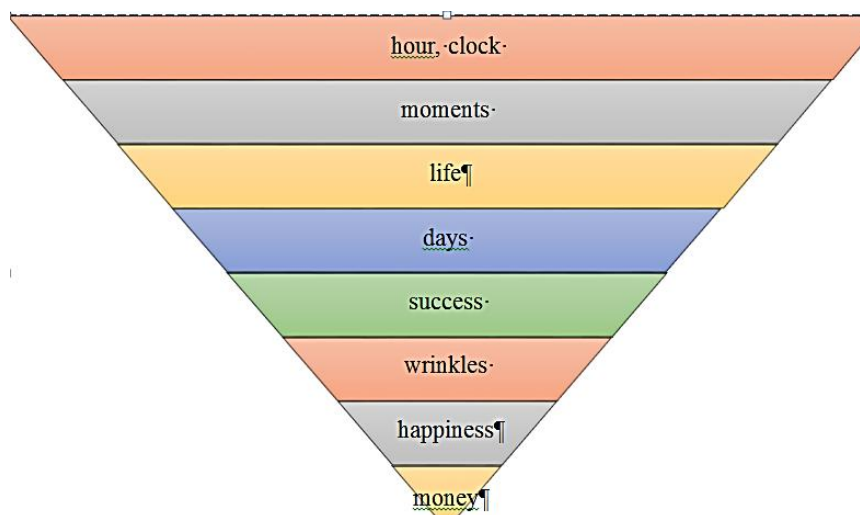 hour, clock
moments
life¶
days
success
wrinkles
happiness¶
money¶